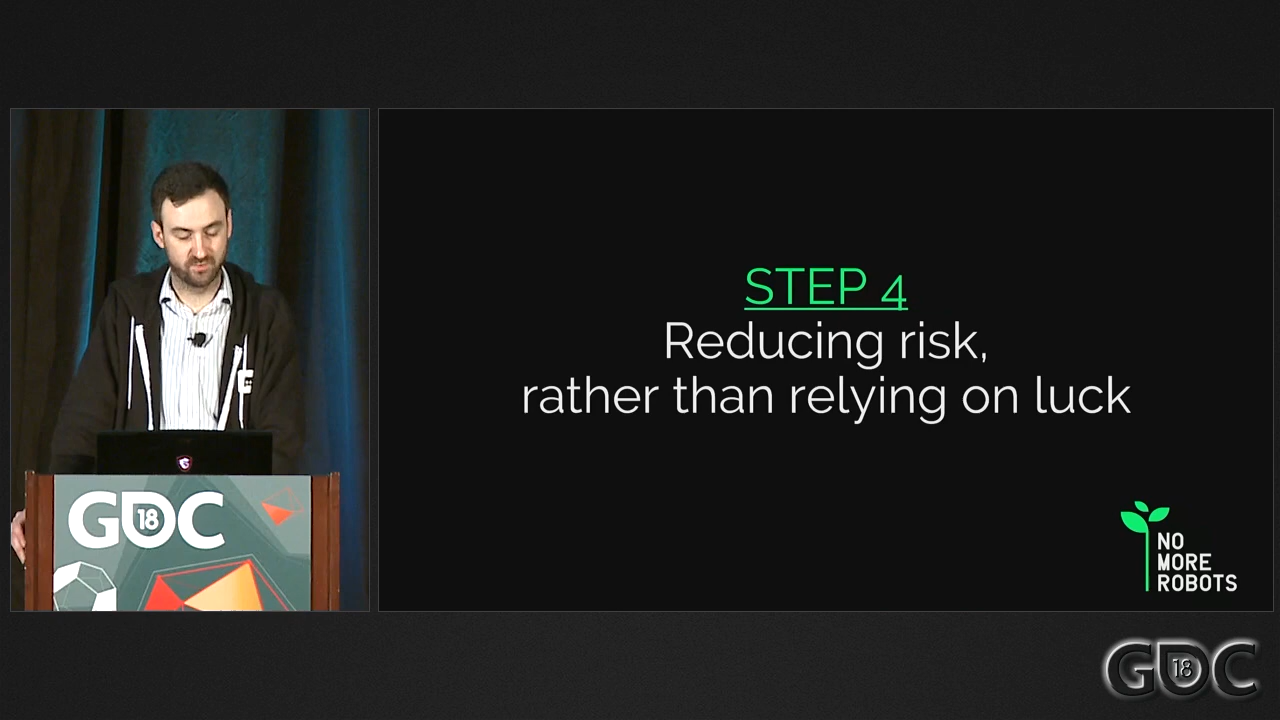 STEP 4
Reducing risk,
rather than relying on luck
NO
MORE
ROBOTS
GDC 18
GDC 18